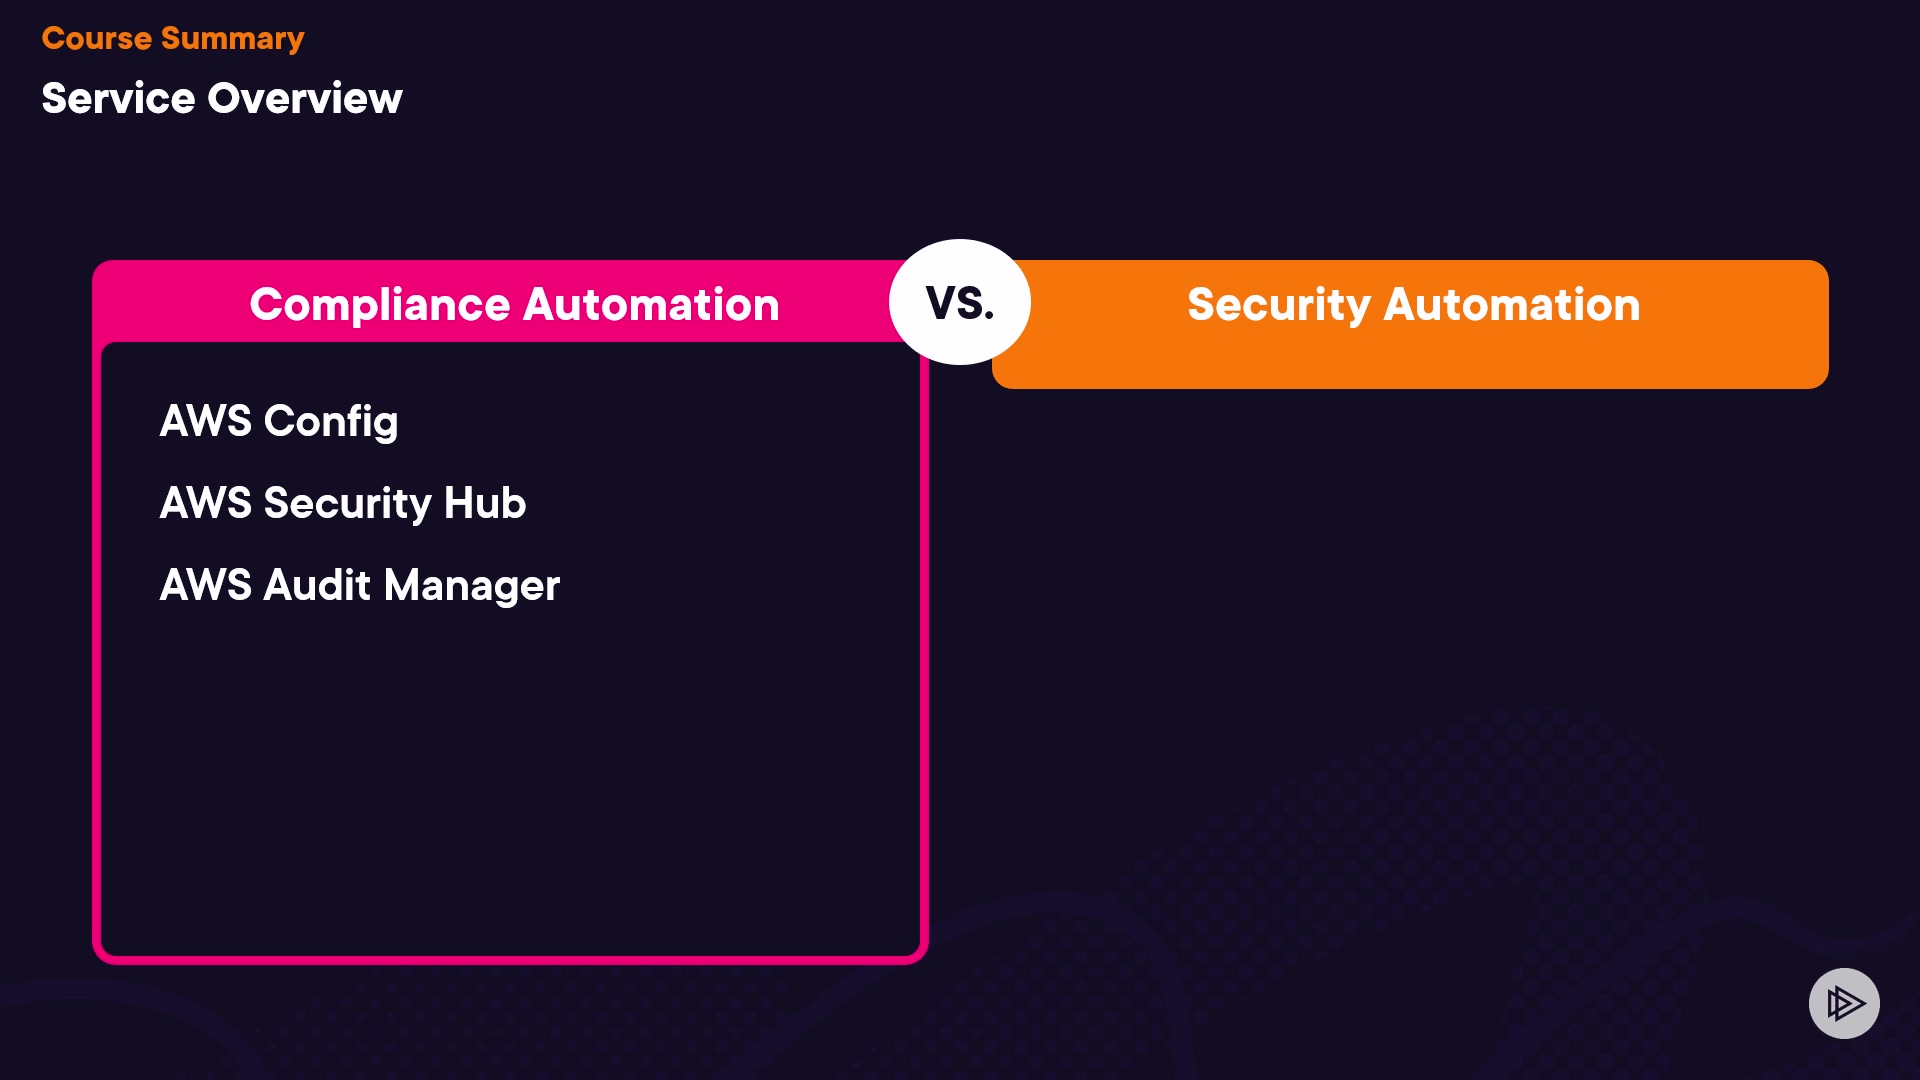 Course Summary
Service Overview
Compliance Automation
VS.
Security Automation
AWS Config
AWS Security Hub
AWS Audit Manager